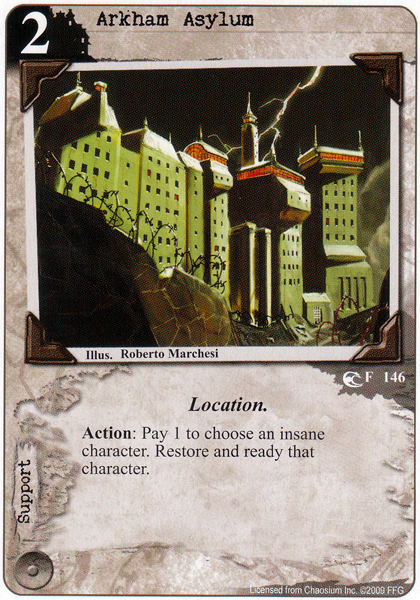 2
Arkham Asylum
Illus. Roberto Marchesi
F 146
Location.
Action: Pay 1 to choose an insane
character. Restore and ready that
character.
Support
Licensed from Chaosium Inc. ©2009 FFG